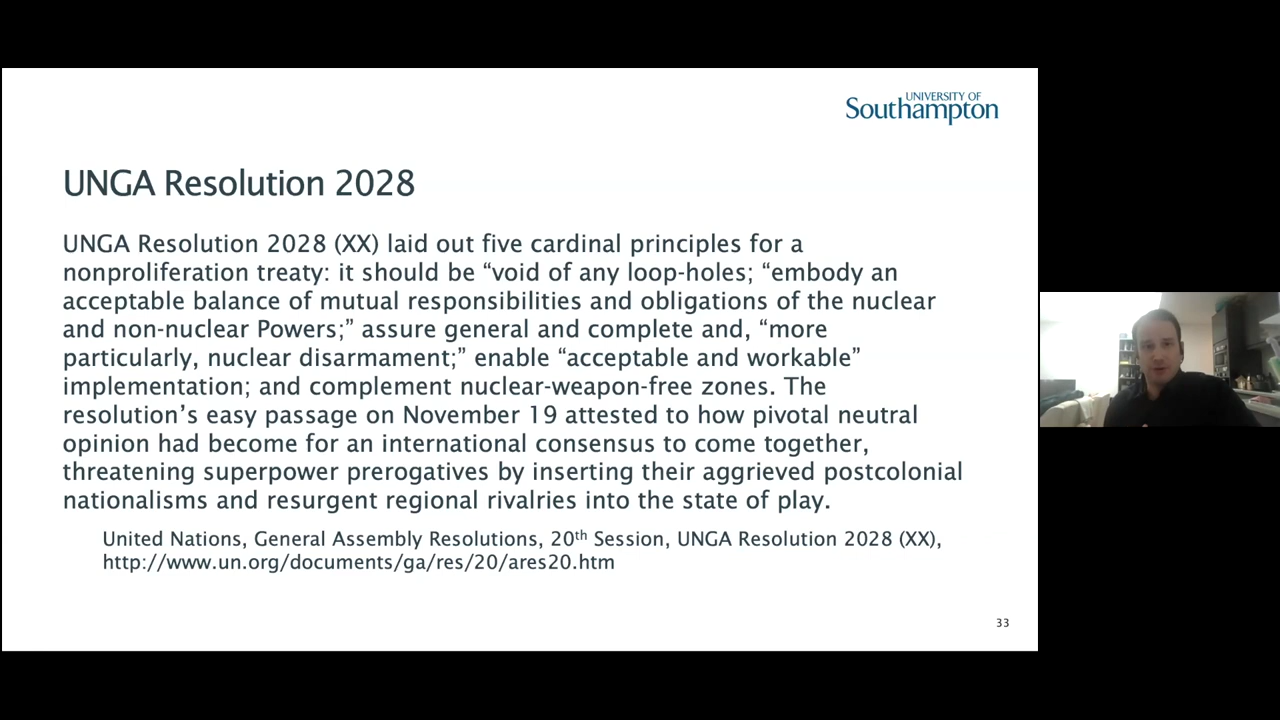 UNIVERSITY OF
Southampton
UNGA Resolution 2028
UNGA Resolution 2028 (XX) laid out five cardinal principles for a
nonproliferation treaty: it should be “void of any loop-holes; “embody an
acceptable balance of mutual responsibilities and obligations of the nuclear
and non-nuclear Powers;” assure general and complete and, “more
particularly, nuclear disarmament;” enable “acceptable and workable”
implementation; and complement nuclear-weapon-free zones. The
resolution’s easy passage on November 19 attested to how pivotal neutral
opinion had become for an international consensus to come together,
threatening superpower prerogatives by inserting their aggrieved postcolonial
nationalisms and resurgent regional rivalries into the state of play.
United Nations, General Assembly Resolutions, 20th Session, UNGA Resolution 2028 (XX),
http://www.un.org/documents/ga/res/20/ares20.htm
33